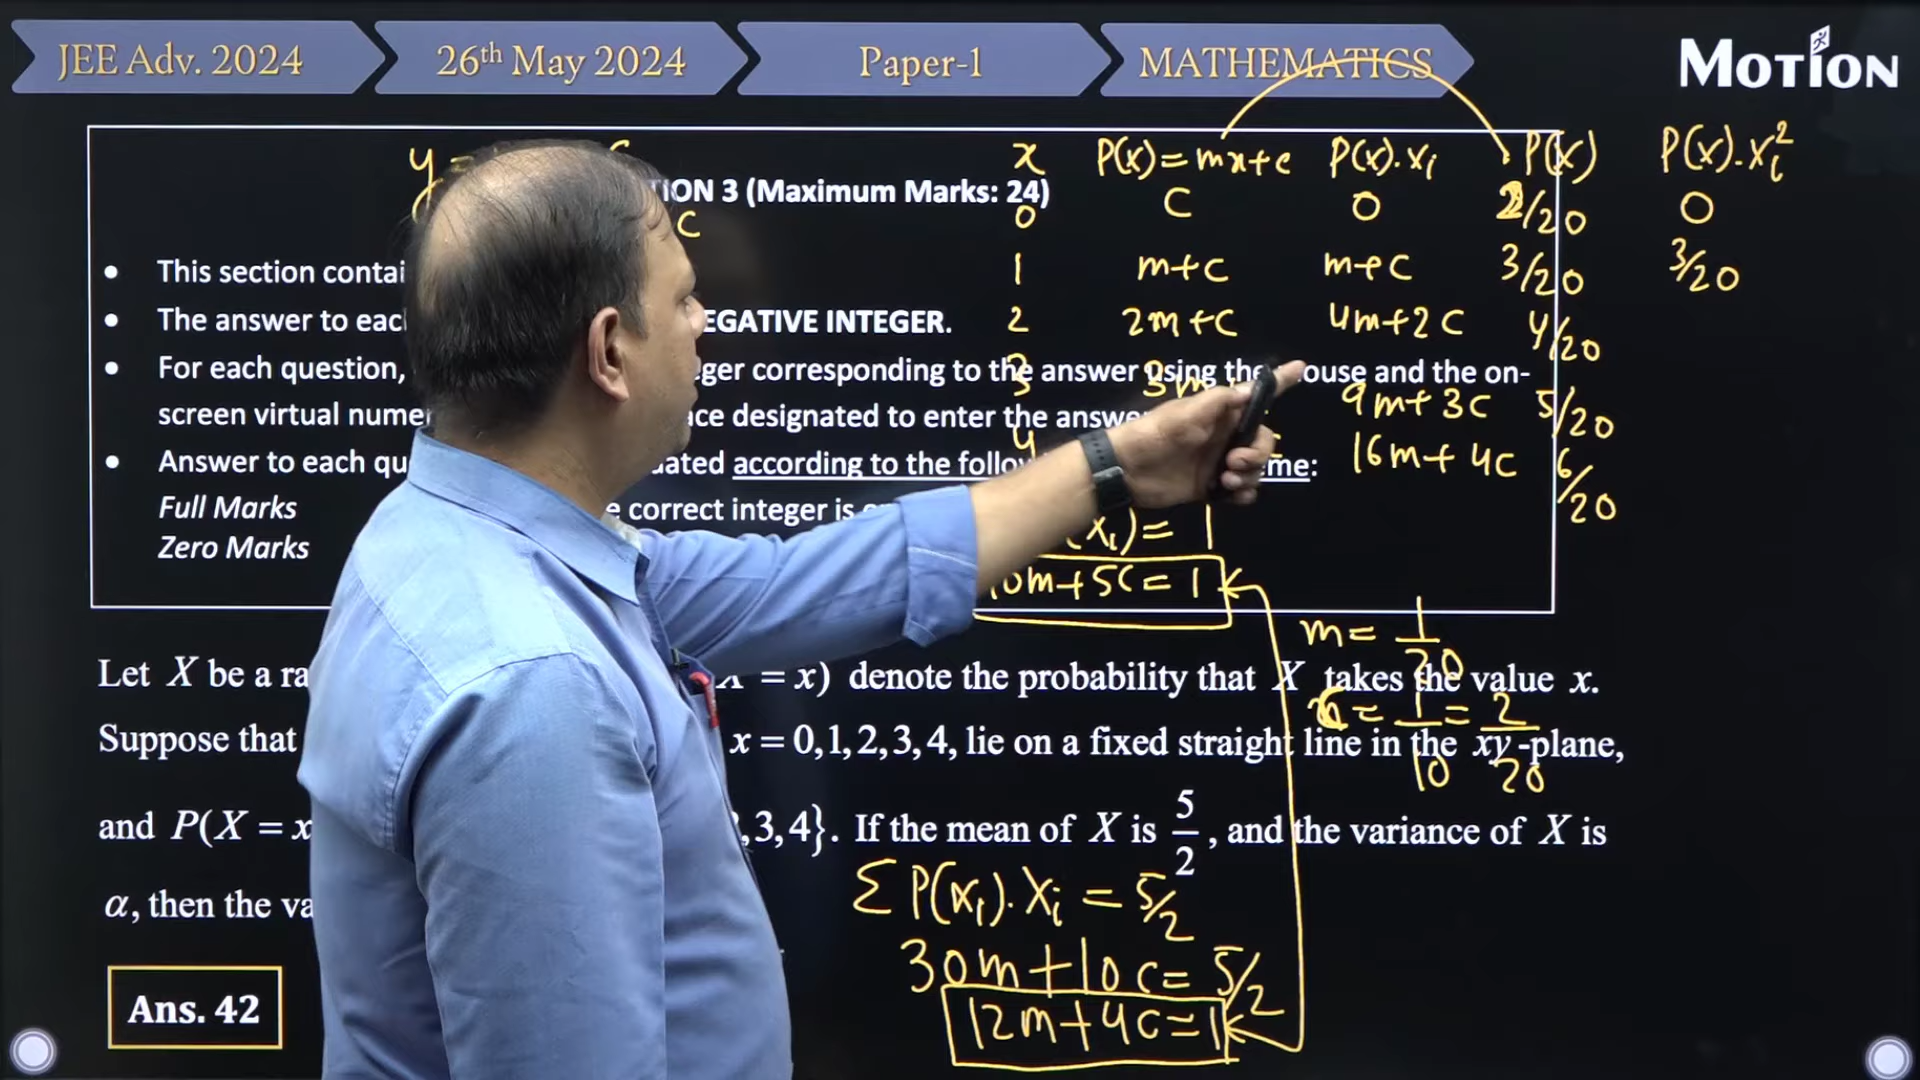 JEE Adv. 2024
26th May 2024
Paper-1
MATHEMATICS
MOTION
y =
C
TION 3 (Maximum Marks: 24)
x P(x)=mx+c P(x).xi P(x) P(x).xi²
0 C 0 2/20 0
1 m+c m+c 3/20 3/20
2 2m+c 4m+2c 4/20
3 3m 9m+3c 5/20
4 16m+4c 6/20
• This section contai
• The answer to eac EGATIVE INTEGER.
• For each question, ger corresponding to the answer using the mouse and the on-
screen virtual nume ace designated to enter the answe
• Answer to each qu uated according to the follo me:
Full Marks e correct integer is
Zero Marks
(xi) = 1
10m+5c=1
m = 1/20
c = 1/10 = 2/20
Let X be a ra = x) denote the probability that X takes the value x.
Suppose that x = 0,1,2,3,4, lie on a fixed straight line in the xy-plane,
and P(X = x ,3,4}. If the mean of X is 5/2, and the variance of X is
α, then the va
Σ P(xi).xi = 5/2
30m+10c=5/2
12m+4c=1
Ans. 42